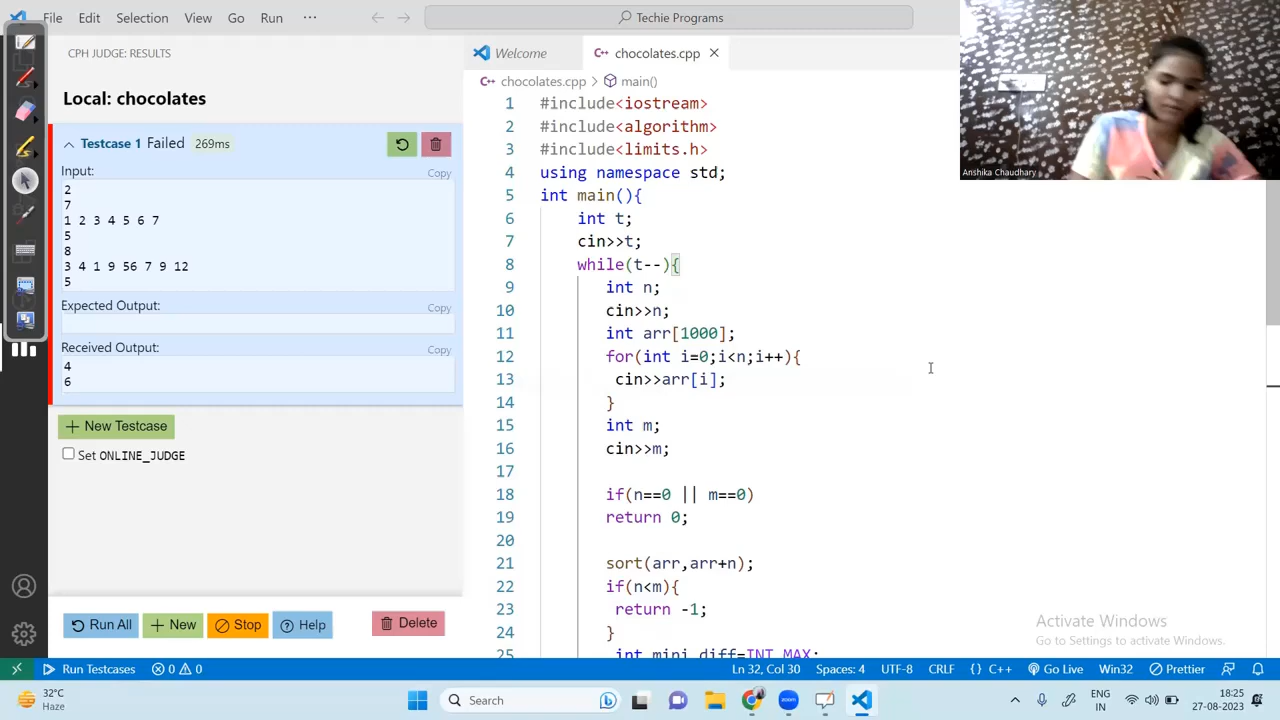 File Edit Selection View Go Run ··· Techie Programs
CPH JUDGE: RESULTS
Local: chocolates
Testcase 1 Failed 269ms
Input: Copy
2
7
1 2 3 4 5 6 7
5
8
3 4 1 9 56 7 9 12
5
Expected Output: Copy
Received Output: Copy
4
6
+ New Testcase
Set ONLINE_JUDGE
Run All + New Stop Help Delete
Welcome C++ chocolates.cpp ×
C++ chocolates.cpp > main()
1 #include<iostream>
2 #include<algorithm>
3 #include<limits.h>
4 using namespace std;
5 int main(){
6 int t;
7 cin>>t;
8 while(t--){
9 int n;
10 cin>>n;
11 int arr[1000];
12 for(int i=0;i<n;i++){
13 cin>>arr[i];
14 }
15 int m;
16 cin>>m;
17
18 if(n==0 || m==0)
19 return 0;
20
21 sort(arr,arr+n);
22 if(n<m){
23 return -1;
24 }
25 int mini_diff=INT_MAX;
Anshika Chaudhary
Activate Windows
Go to Settings to activate Windows.
Run Testcases 0 0 Ln 32, Col 30 Spaces: 4 UTF-8 CRLF {} C++ Go Live Win32 Prettier
32°C
Haze
Search
ENG
IN
18:25
27-08-2023